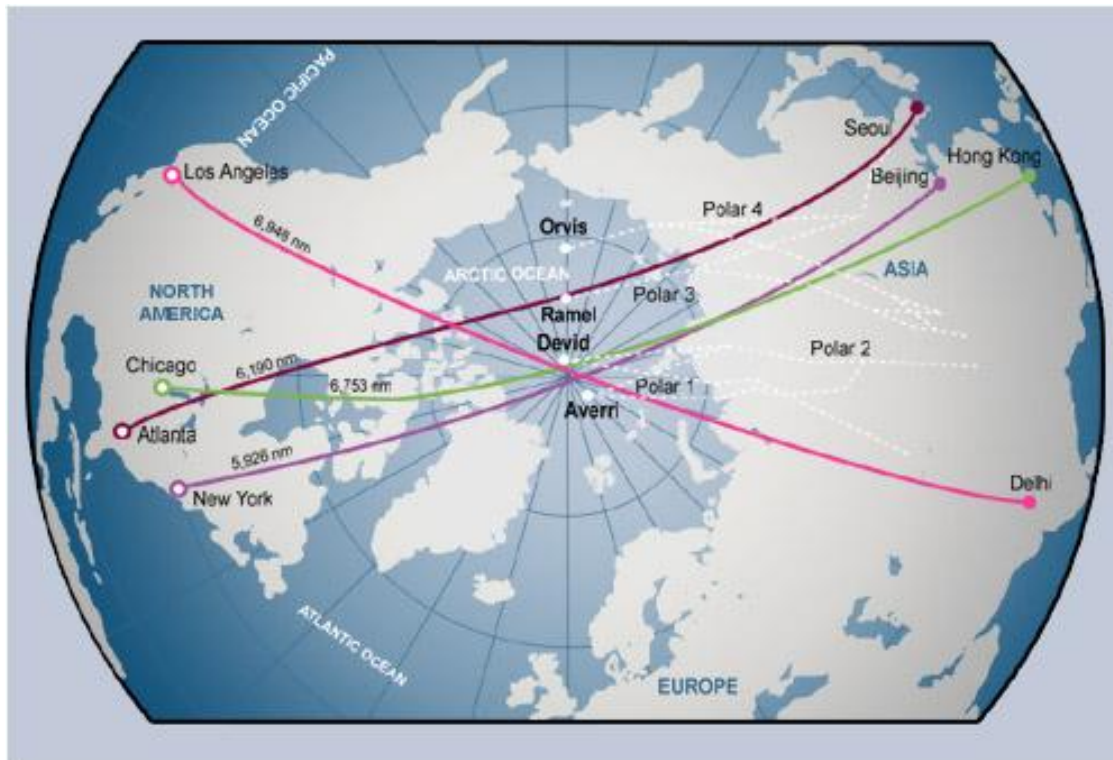 PACIFIC OCEAN
Seoul
Los Angeles
Hong Kong
Beijing
Polar 4
Orvis
6,946 nm
ARCTIC OCEAN
ASIA
NORTH
AMERICA
Polar 3
Ramel
Devid
Polar 2
6,190 nm
Chicago
6,753 nm
Polar 1
Averri
Atlanta
5,926 nm
New York
Delhi
ATLANTIC OCEAN
EUROPE